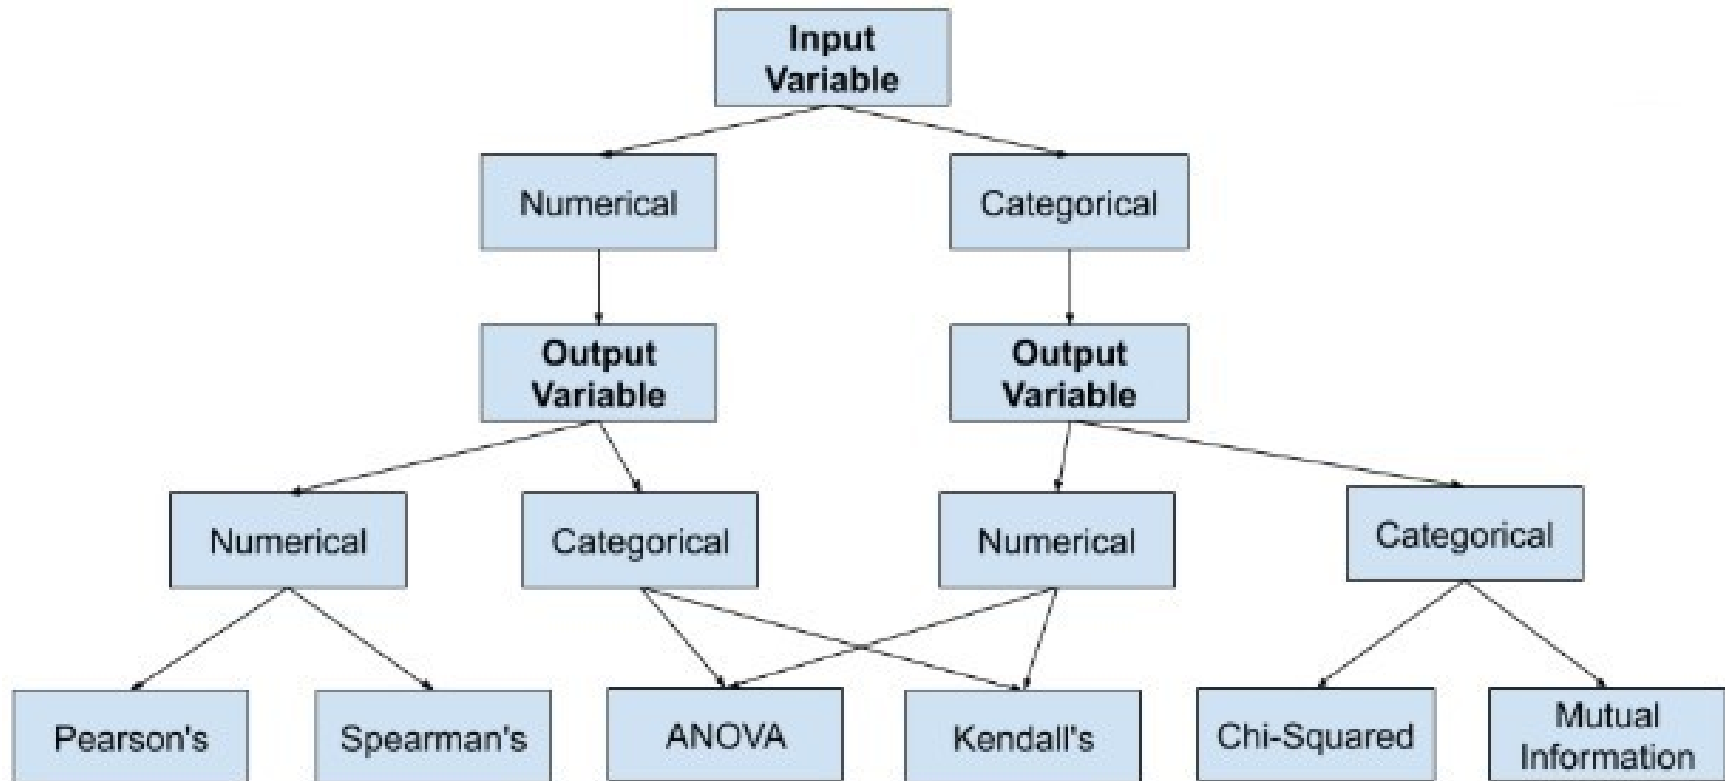 Input
Variable
Numerical
Categorical
Output
Variable
Output
Variable
Numerical
Categorical
Numerical
Categorical
Pearson's
Spearman's
ANOVA
Kendall's
Chi-Squared
Mutual
Information